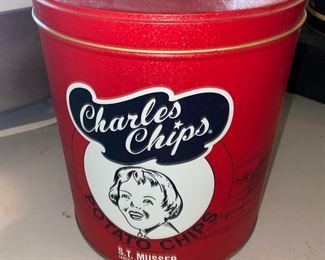 Charles
Chips®
POTATO CHIPS
S.T. MUSSER